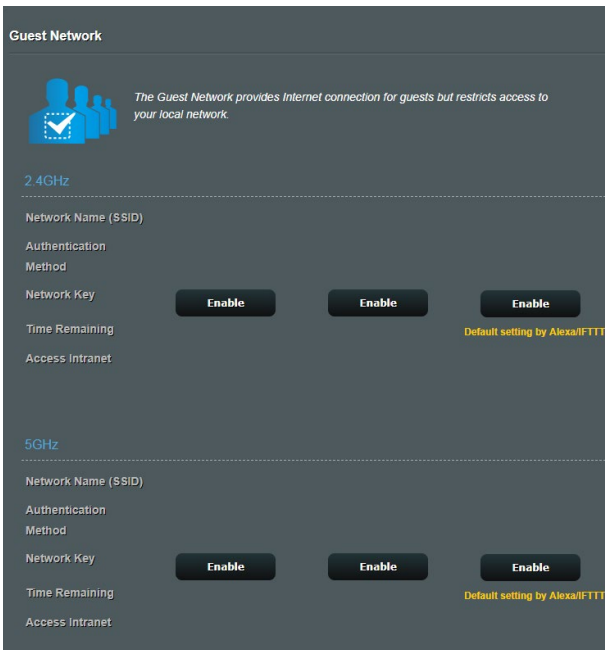 Guest Network
The Guest Network provides Internet connection for guests but restricts access to
your local network.
2.4GHz
Network Name (SSID)
Authentication
Method
Network Key
Enable Enable Enable
Time Remaining
Default setting by Alexa/IFTTT
Access Intranet
5GHz
Network Name (SSID)
Authentication
Method
Network Key
Enable Enable Enable
Time Remaining
Default setting by Alexa/IFTTT
Access Intranet